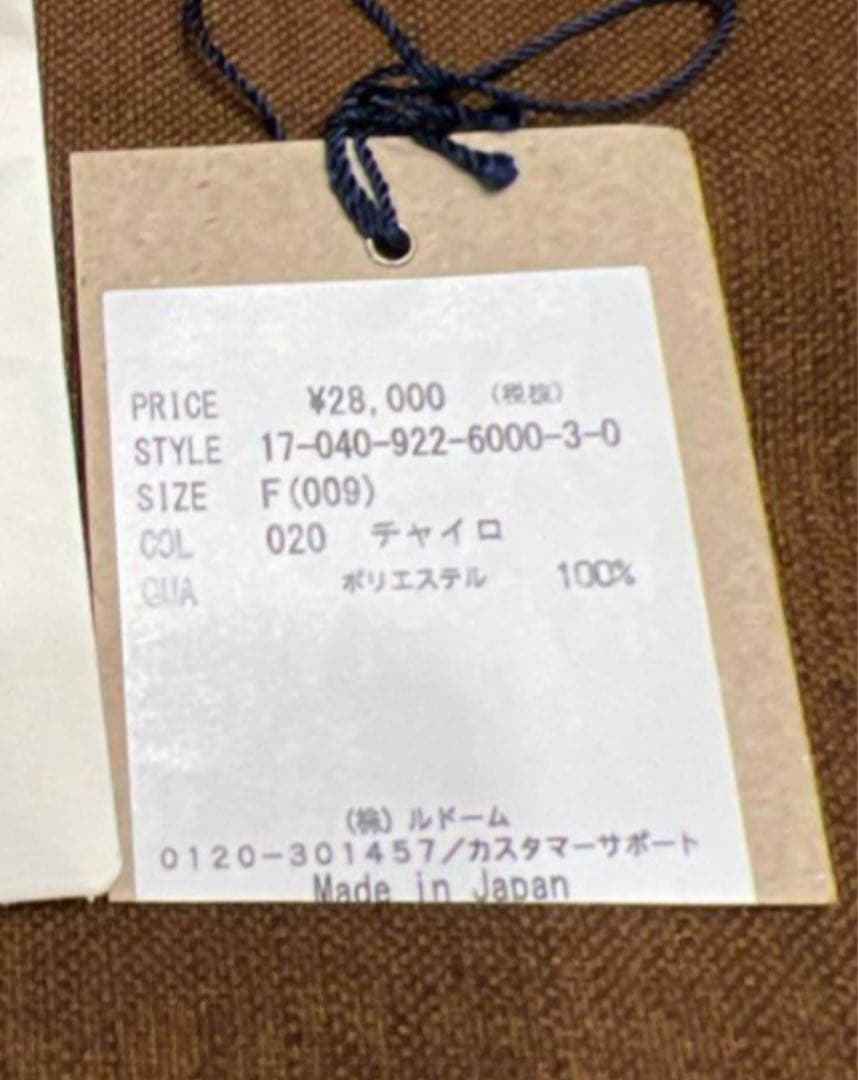 PRICE ¥28,000 (税抜)
STYLE 17-040-922-6000-3-0
SIZE F(009)
COL 020 チャイロ
QUA ポリエステル 100%
(株)ルドーム
0120-301457/カスタマーサポート
Made in Japan